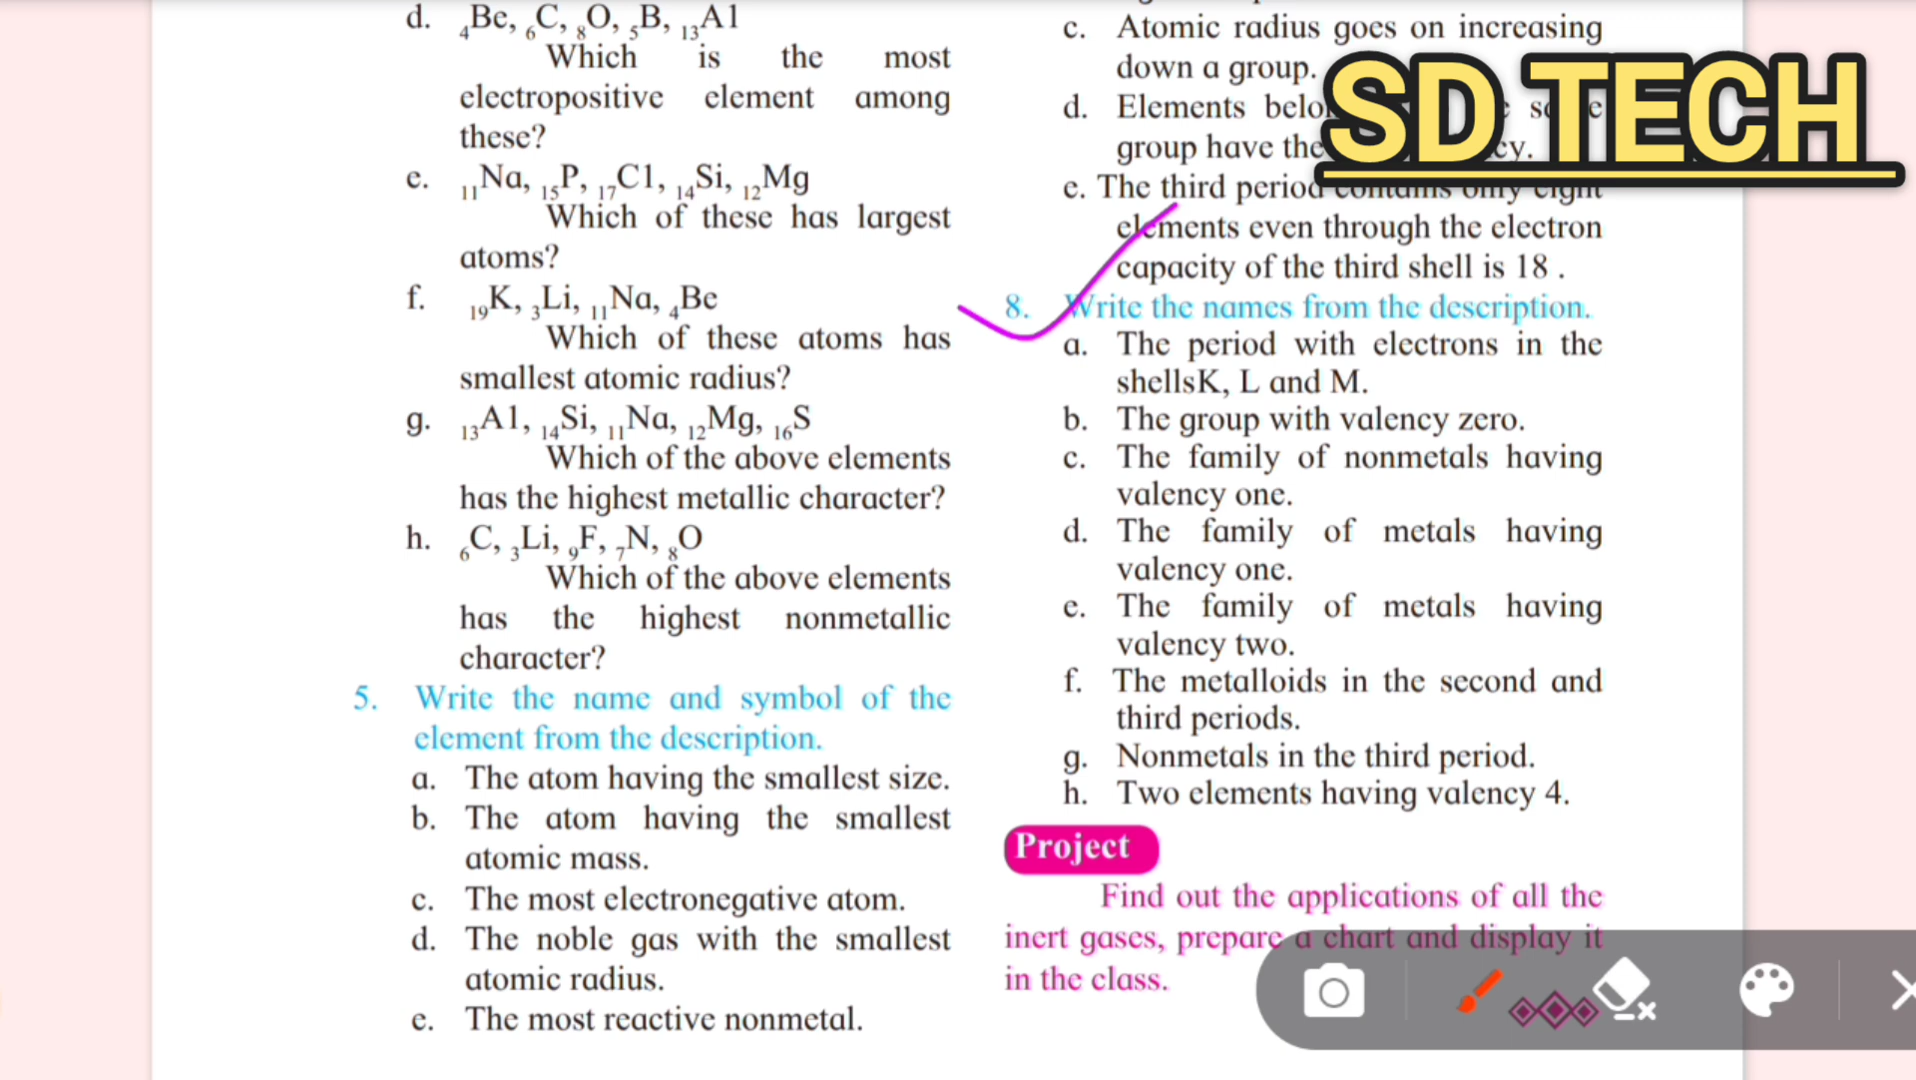 d. ₄Be, ₆C, ₈O, ₅B, ₁₃Al
Which is the most
electropositive element among
these?
e. ₁₁Na, ₁₅P, ₁₇Cl, ₁₄Si, ₁₂Mg
Which of these has largest
atoms?
f. ₁₉K, ₃Li, ₁₁Na, ₄Be
Which of these atoms has
smallest atomic radius?
g. ₁₃Al, ₁₄Si, ₁₁Na, ₁₂Mg, ₁₆S
Which of the above elements
has the highest metallic character?
h. ₆C, ₃Li, ₉F, ₇N, ₈O
Which of the above elements
has the highest nonmetallic
character?
5. Write the name and symbol of the
element from the description.
a. The atom having the smallest size.
b. The atom having the smallest
atomic mass.
c. The most electronegative atom.
d. The noble gas with the smallest
atomic radius.
e. The most reactive nonmetal.
c. Atomic radius goes on increasing
down a group.
d. Elements
group have the
e. The third period contains only eight
elements even through the electron
capacity of the third shell is 18 .
8. Write the names from the description.
a. The period with electrons in the
shellsK, L and M.
b. The group with valency zero.
c. The family of nonmetals having
valency one.
d. The family of metals having
valency one.
e. The family of metals having
valency two.
f. The metalloids in the second and
third periods.
g. Nonmetals in the third period.
h. Two elements having valency 4.
Project
Find out the applications of all the
inert gases, prepare a chart and display it
in the class.
SD TECH